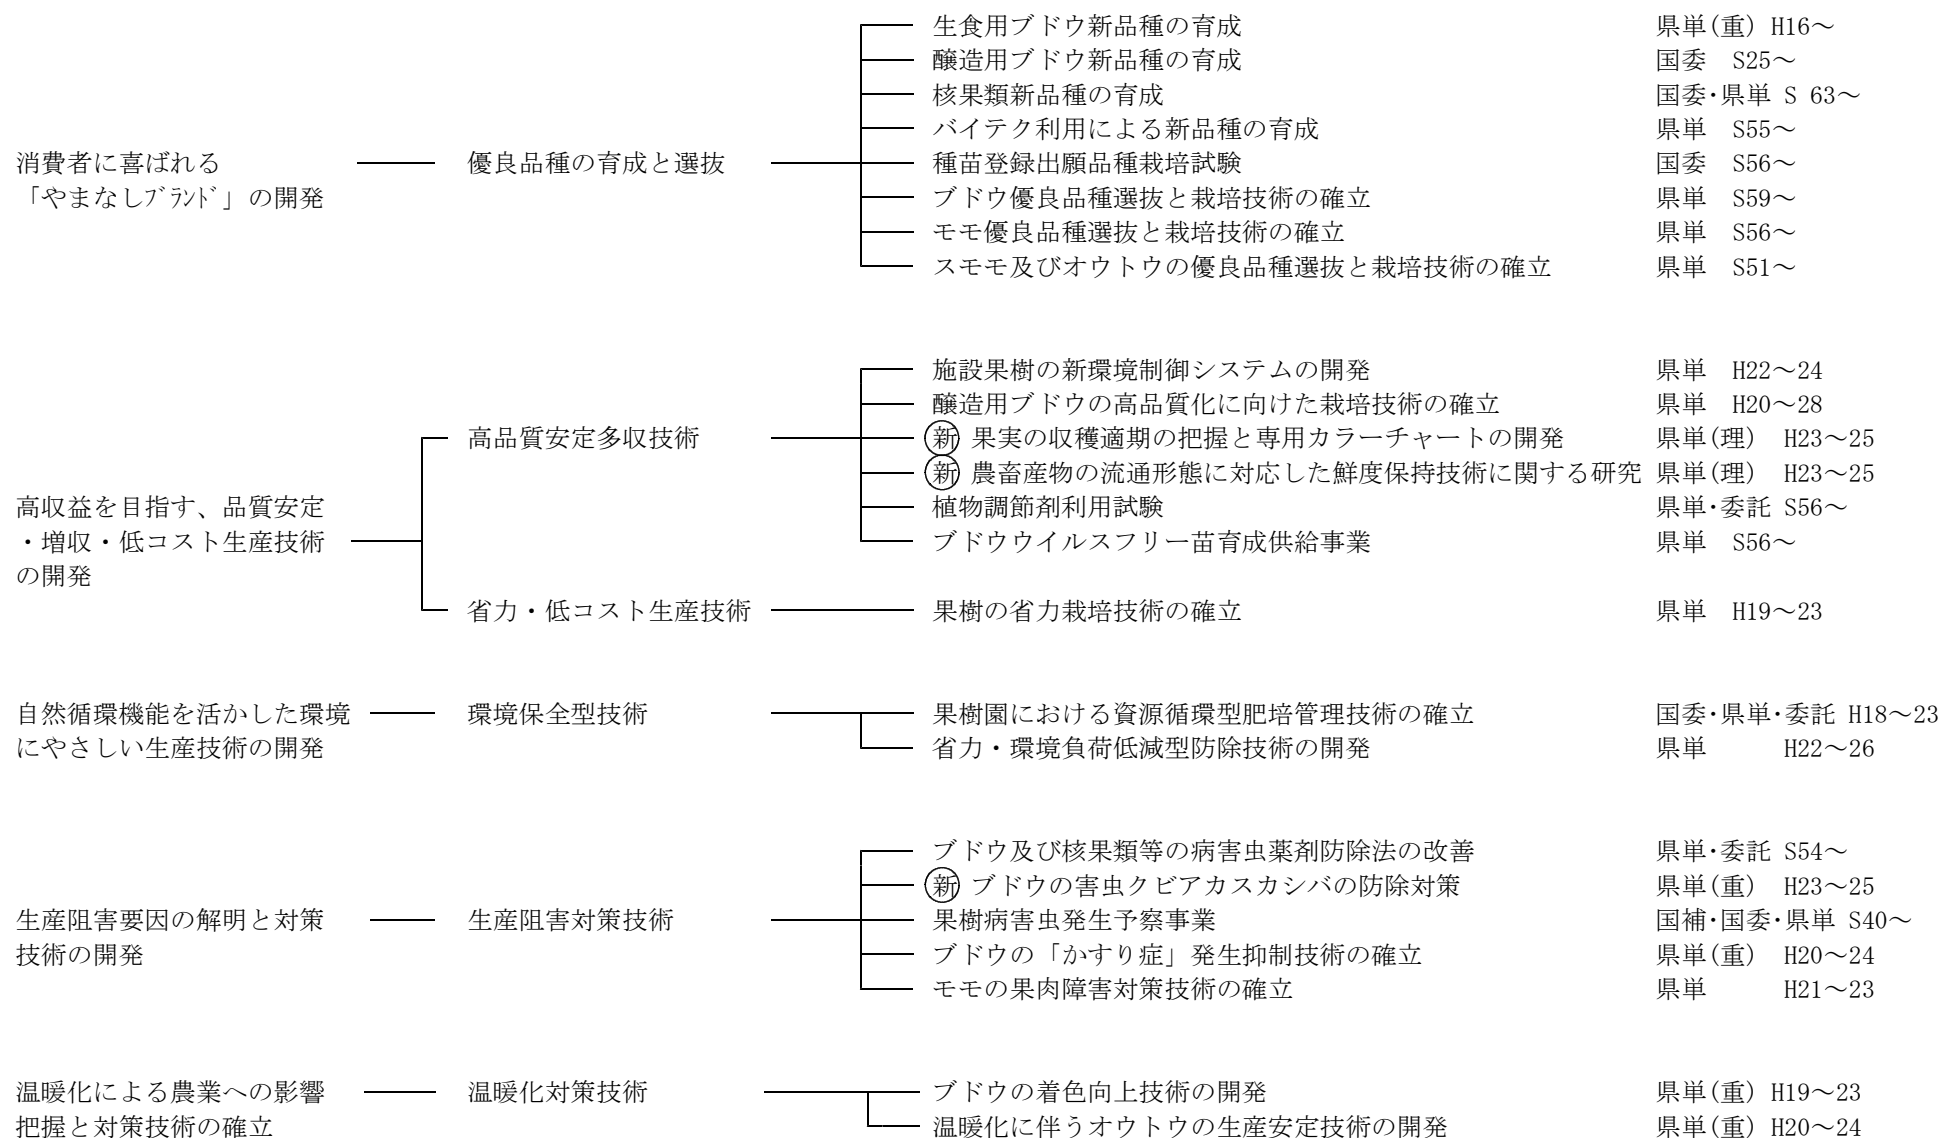 生食用ブドウ新品種の育成 県単(重) H16～
醸造用ブドウ新品種の育成 国委 S25～
核果類新品種の育成 国委･県単 S 63～
バイテク利用による新品種の育成 県単 S55～
消費者に喜ばれる 優良品種の育成と選抜 種苗登録出願品種栽培試験 国委 S56～
「やまなしﾌﾞﾗﾝﾄﾞ」の開発 ブドウ優良品種選抜と栽培技術の確立 県単 S59～
モモ優良品種選抜と栽培技術の確立 県単 S56～
スモモ及びオウトウの優良品種選抜と栽培技術の確立 県単 S51～
施設果樹の新環境制御システムの開発 県単 H22～24
醸造用ブドウの高品質化に向けた栽培技術の確立 県単 H20～28
高品質安定多収技術 新 果実の収穫適期の把握と専用カラーチャートの開発 県単(理) H23～25
新 農畜産物の流通形態に対応した鮮度保持技術に関する研究 県単(理) H23～25
高収益を目指す、品質安定 植物調節剤利用試験 県単･委託 S56～
・増収・低コスト生産技術 ブドウウイルスフリー苗育成供給事業 県単 S56～
の開発
省力・低コスト生産技術 果樹の省力栽培技術の確立 県単 H19～23
自然循環機能を活かした環境 環境保全型技術 果樹園における資源循環型肥培管理技術の確立 国委･県単･委託 H18～23
にやさしい生産技術の開発 省力・環境負荷低減型防除技術の開発 県単 H22～26
ブドウ及び核果類等の病害虫薬剤防除法の改善 県単･委託 S54～
新 ブドウの害虫クビアカスカシバの防除対策 県単(重) H23～25
生産阻害要因の解明と対策 生産阻害対策技術 果樹病害虫発生予察事業 国補･国委･県単 S40～
技術の開発 ブドウの「かすり症」発生抑制技術の確立 県単(重) H20～24
モモの果肉障害対策技術の確立 県単 H21～23
温暖化による農業への影響 温暖化対策技術 ブドウの着色向上技術の開発 県単(重) H19～23
把握と対策技術の確立 温暖化に伴うオウトウの生産安定技術の開発 県単(重) H20～24